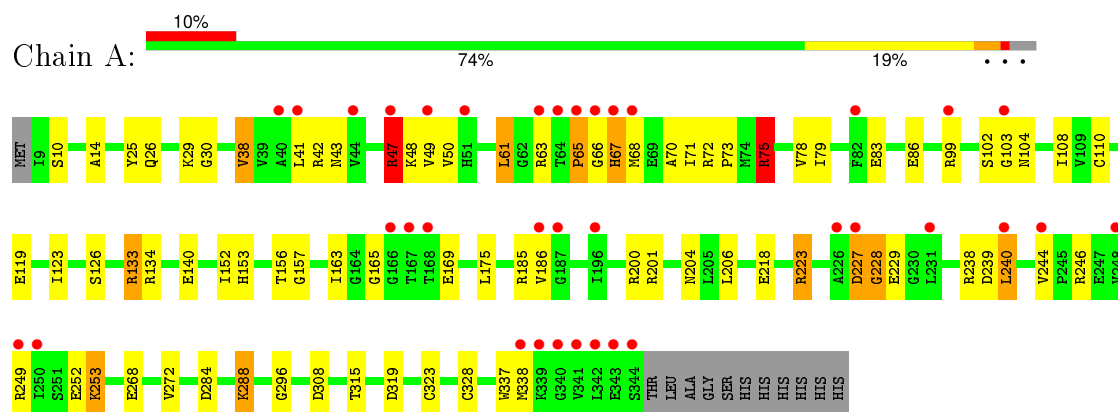 10%
Chain A:
74% 19% • • •
MET I9 S10 A14 Y25 Q26 K29 G30 V38 V39 A40 L41 R42 N43 V44 R47 K48 V49 V50 H51 L61 G62 R63 T64 P65 G66 H67 M68 E69 A70 I71 R72 P73 M74 R75 V78 I79 F82 E83 E86 R99 S102 G103 N104 I108 V109 C110
E119 I123 S126 R133 R134 E140 I152 H153 T156 G157 I163 G164 G165 G166 T167 T168 E169 L175 R185 V186 G187 I196 R200 R201 N204 L205 L206 E218 R223 A226 D227 G228 E229 G230 L231 R238 D239 L240 V244 P245 R246 E247
R249 I250 S251 E252 K253 E268 V272 D284 K288 G296 D308 T315 D319 C323 C328 W337 M338 K339 G340 V341 L342 E343 S344 THR LEU ALA GLY SER HIS HIS HIS HIS HIS HIS